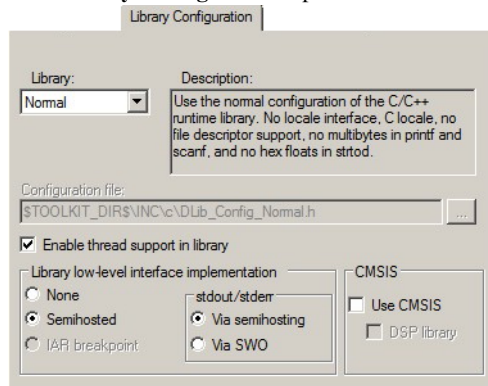 Library Configuration
Library:
Description:
Normal
Use the normal configuration of the C/C++
runtime library. No locale interface, C locale, no
file descriptor support, no multibytes in printf and
scanf, and no hex floats in strtod.
Configuration file:
$TOOLKIT_DIR$\INC\c\DLib_Config_Normal.h
...
Enable thread support in library
Library low-level interface implementation
CMSIS
None
stdout/stderr
Use CMSIS
Semihosted
Via semihosting
DSP library
IAR breakpoint
Via SWO